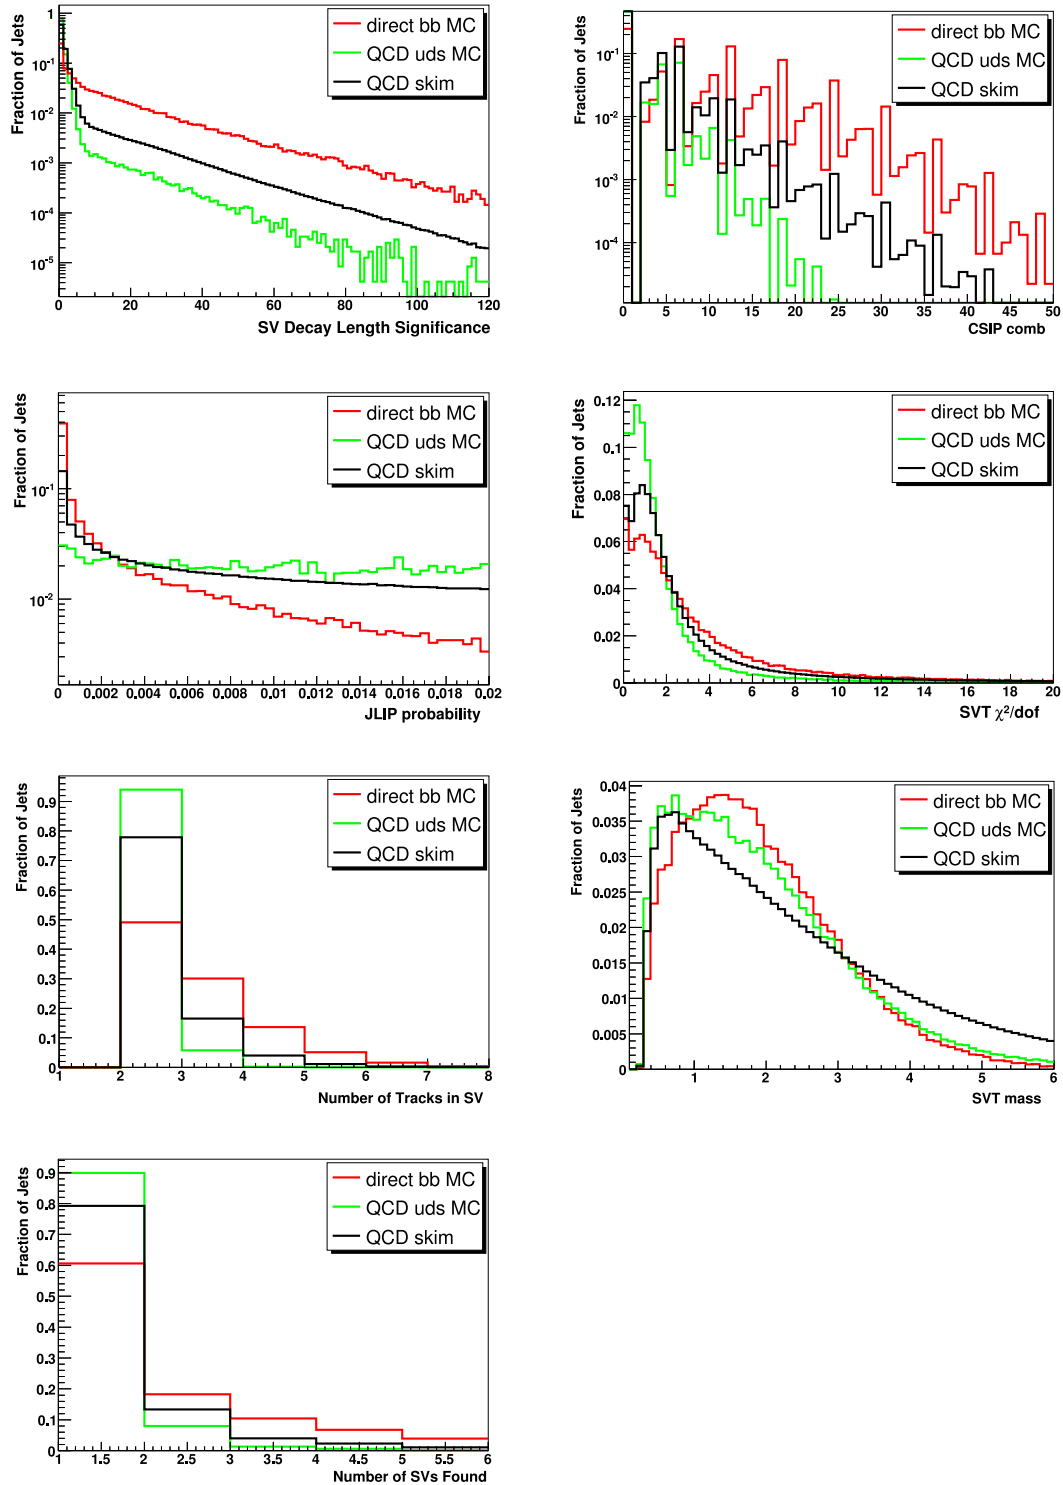 Fraction of Jets
1
10-1
10-2
10-3
10-4
10-5
direct bb MC
QCD uds MC
QCD skim
0 20 40 60 80 100 120
SV Decay Length Significance
Fraction of Jets
10-1
10-2
10-3
10-4
direct bb MC
QCD uds MC
QCD skim
0 5 10 15 20 25 30 35 40 45 50
CSIP comb
Fraction of Jets
10-1
10-2
direct bb MC
QCD uds MC
QCD skim
0 0.002 0.004 0.006 0.008 0.01 0.012 0.014 0.016 0.018 0.02
JLIP probability
Fraction of Jets
0.12
0.1
0.08
0.06
0.04
0.02
0
direct bb MC
QCD uds MC
QCD skim
0 2 4 6 8 10 12 14 16 18 20
SVT χ²/dof
Fraction of Jets
0.9
0.8
0.7
0.6
0.5
0.4
0.3
0.2
0.1
0
direct bb MC
QCD uds MC
QCD skim
1 2 3 4 5 6 7 8
Number of Tracks in SV
Fraction of Jets
0.04
0.035
0.03
0.025
0.02
0.015
0.01
0.005
0
direct bb MC
QCD uds MC
QCD skim
1 2 3 4 5 6
SVT mass
Fraction of Jets
0.9
0.8
0.7
0.6
0.5
0.4
0.3
0.2
0.1
0
direct bb MC
QCD uds MC
QCD skim
1 1.5 2 2.5 3 3.5 4 4.5 5 5.5 6
Number of SVs Found